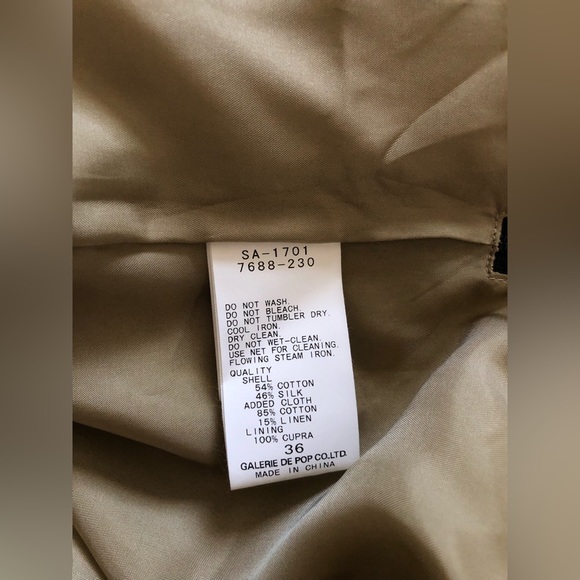 SA-1701
7688-230
DO NOT WASH.
DO NOT BLEACH.
DO NOT TUMBLER DRY.
COOL IRON.
DRY CLEAN.
DO NOT WET-CLEAN.
USE NET FOR CLEANING.
FLOWING STEAM IRON.
QUALITY
SHELL
54% COTTON
46% SILK
ADDED CLOTH
85% COTTON
15% LINEN
LINING
100% CUPRA
36
GALERIE DE POP CO.LTD.
MADE IN CHINA